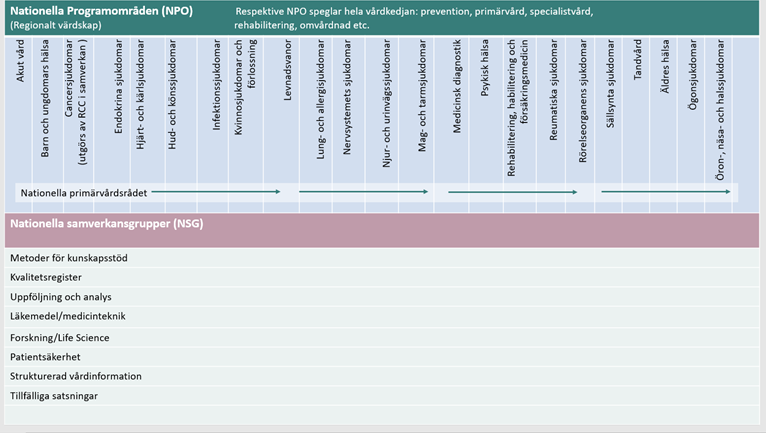 Nationella Programområden (NPO)
(Regionalt värdskap)
Respektive NPO speglar hela vårdkedjan: prevention, primärvård, specialistvård,
rehabilitering, omvårdnad etc.
Akut vård
Barn och ungdomars hälsa
Cancersjukdomar
(utgörs av RCC i samverkan )
Endokrina sjukdomar
Hjärt- och kärlsjukdomar
Hud- och könssjukdomar
Infektionssjukdomar
Kvinnosjukdomar och
förlossning
Levnadsvanor
Lung- och allergisjukdomar
Nervsystemets sjukdomar
Njur- och urinvägssjukdomar
Mag- och tarmsjukdomar
Medicinsk diagnostik
Psykisk hälsa
Rehabilitering, habilitering och
försäkringsmedicin
Reumatiska sjukdomar
Rörelseorganens sjukdomar
Sällsynta sjukdomar
Tandvård
Äldres hälsa
Ögonsjukdomar
Öron-, näsa- och halssjukdomar
Nationella primärvårdsrådet
Nationella samverkansgrupper (NSG)
Metoder för kunskapsstöd
Kvalitetsregister
Uppföljning och analys
Läkemedel/medicinteknik
Forskning/Life Science
Patientsäkerhet
Strukturerad vårdinformation
Tillfälliga satsningar